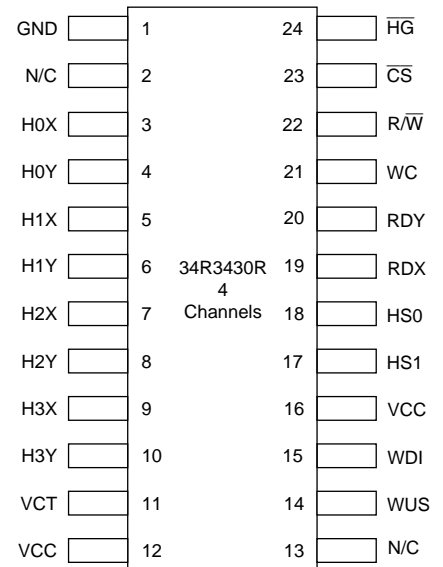 GND 1 24 H̅G̅
N/C 2 23 C̅S̅
H0X 3 22 R/W̅
H0Y 4 21 WC
H1X 5 20 RDY
H1Y 6 34R3430R 19 RDX
4
H2X 7 Channels 18 HS0
H2Y 8 17 HS1
H3X 9 16 VCC
H3Y 10 15 WDI
VCT 11 14 WUS
VCC 12 13 N/C